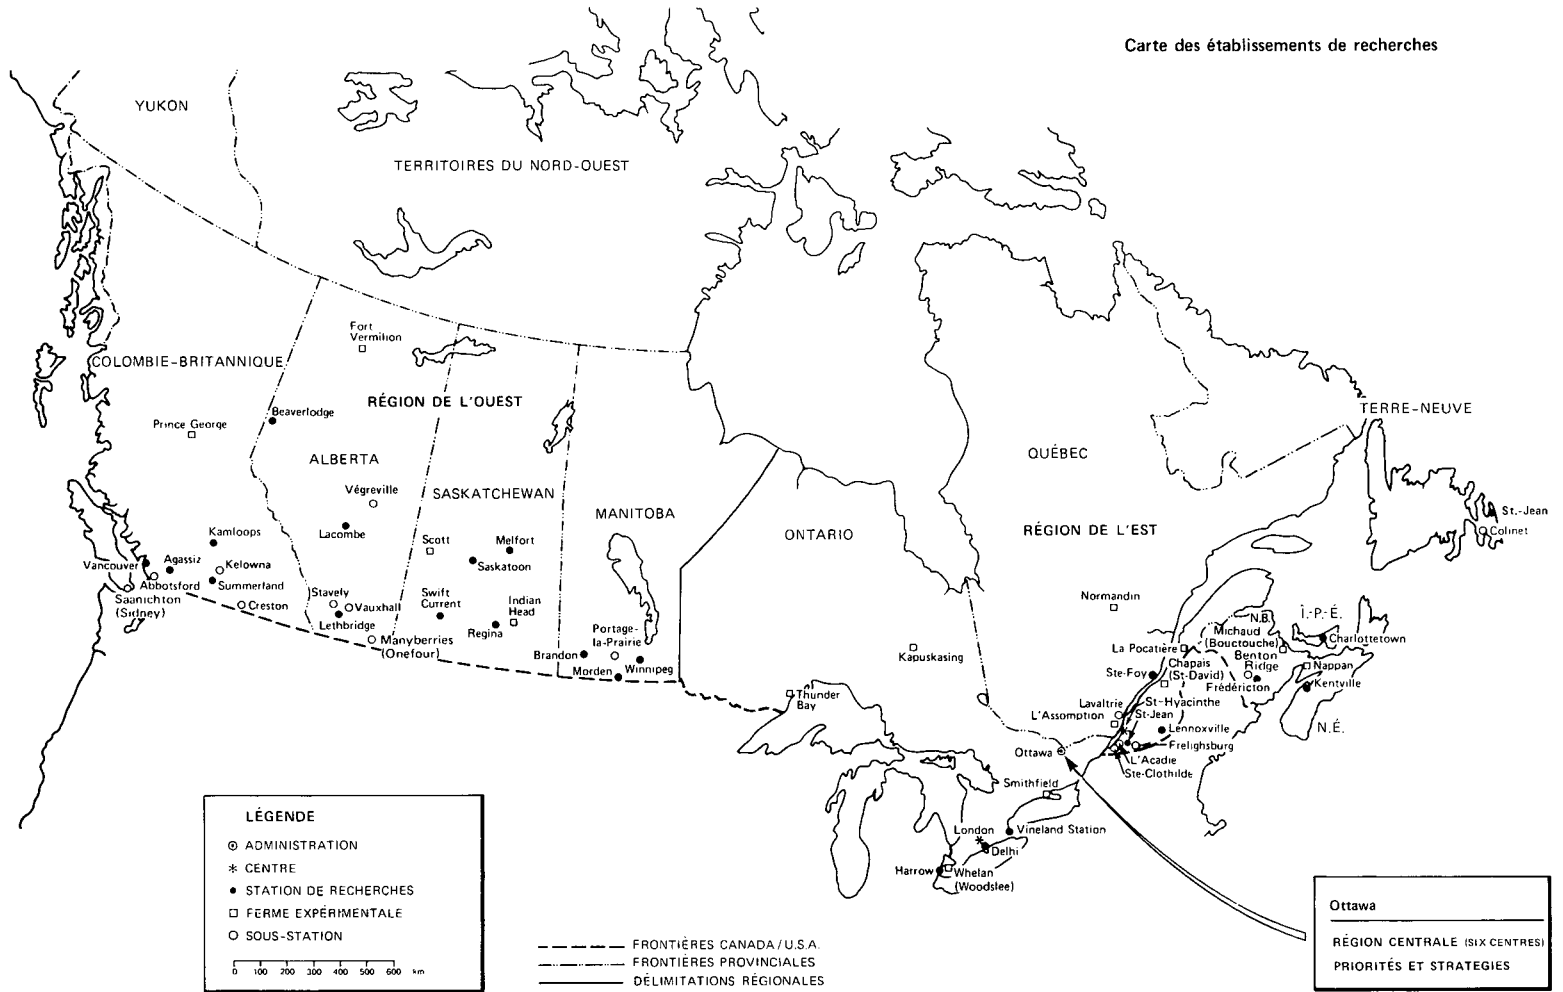 Carte des établissements de recherches
YUKON
TERRITOIRES DU NORD-OUEST
COLOMBIE-BRITANNIQUE
Fort
Vermilion
RÉGION DE L'OUEST
Beaverlodge
Prince George
ALBERTA
Végreville
SASKATCHEWAN
MANITOBA
ONTARIO
QUÉBEC
RÉGION DE L'EST
TERRE-NEUVE
St.-Jean
Colinet
Lacombe
Kamloops
Vancouver
Agassiz
Kelowna
Abbotsford
Summerland
Saanichton
(Sidney)
Creston
Stavely
Vauxhall
Lethbridge
Manyberries
(Onefour)
Scott
Melfort
Saskatoon
Swift
Current
Indian
Head
Regina
Portage-
la-Prairie
Brandon
Morden
Winnipeg
Thunder
Bay
Kapuskasing
Normandin
La Pocatière
Ste-Foy
Chapais
(St-David)
Lavaltrie
L'Assomption
St-Hyacinthe
St-Jean
Lennoxville
Frelighsburg
L'Acadie
Ste-Clothilde
Ottawa
N.B.
Michaud
(Bouctouche)
Benton
Ridge
Frédéricton
Î.-P.-É.
Charlottetown
Nappan
Kentville
N.É.
Smithfield
London
Vineland Station
Delhi
Harrow
Whelan
(Woodslee)
LÉGENDE
ADMINISTRATION
CENTRE
STATION DE RECHERCHES
FERME EXPÉRIMENTALE
SOUS-STATION
0 100 200 300 400 500 600 km
FRONTIÈRES CANADA/U.S.A.
FRONTIÈRES PROVINCIALES
DÉLIMITATIONS RÉGIONALES
Ottawa
RÉGION CENTRALE (SIX CENTRES)
PRIORITÉS ET STRATEGIES